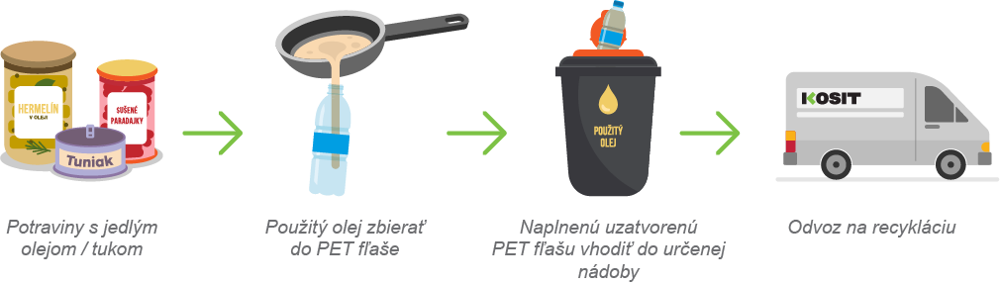 HERMELÍN
V OLEJI
SUŠENÉ
PARADAJKY
Tuniak
POUŽITÝ
OLEJ
KOSIT
Potraviny s jedlým
olejom / tukom
Použitý olej zbierať
do PET fľaše
Naplnenú uzatvorenú
PET fľašu vhodiť do určenej
nádoby
Odvoz na recykláciu